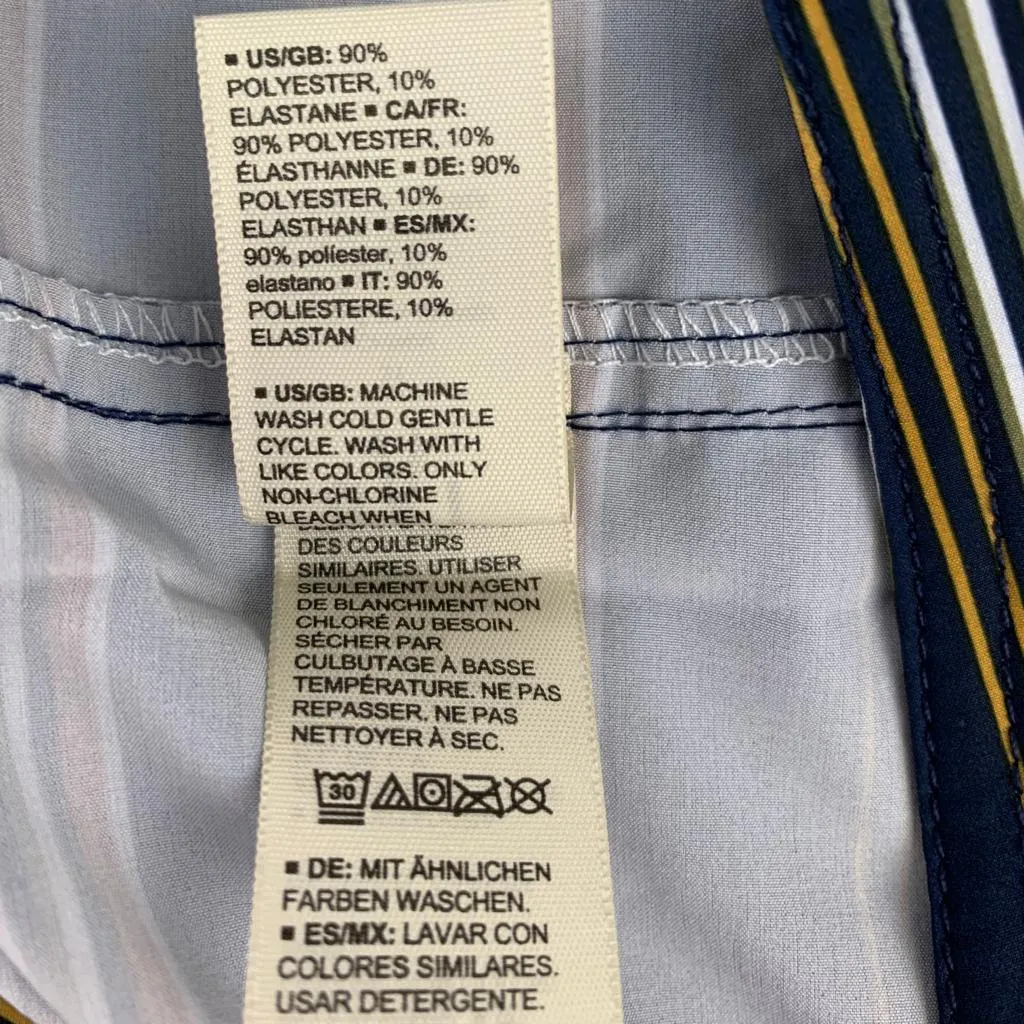 ▪ US/GB: 90%
POLYESTER, 10%
ELASTANE ▪ CA/FR:
90% POLYESTER, 10%
ÉLASTHANNE ▪ DE: 90%
POLYESTER, 10%
ELASTHAN ▪ ES/MX:
90% políester, 10%
elastano ▪ IT: 90%
POLIESTERE, 10%
ELASTAN
▪ US/GB: MACHINE
WASH COLD GENTLE
CYCLE. WASH WITH
LIKE COLORS. ONLY
NON-CHLORINE
BLEACH WHEN
DES COULEURS
SIMILAIRES. UTILISER
SEULEMENT UN AGENT
DE BLANCHIMENT NON
CHLORÉ AU BESOIN.
SÉCHER PAR
CULBUTAGE À BASSE
TEMPÉRATURE. NE PAS
REPASSER. NE PAS
NETTOYER À SEC.
30
▪ DE: MIT ÄHNLICHEN
FARBEN WASCHEN.
▪ ES/MX: LAVAR CON
COLORES SIMILARES.
USAR DETERGENTE.